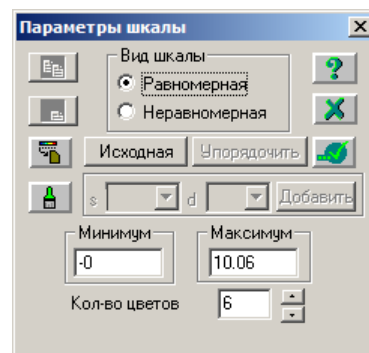 Параметры шкалы
Вид шкалы
Равномерная
Неравномерная
Исходная Упорядочить
s d Добавить
Минимум Максимум
-0 10.06
Кол-во цветов 6